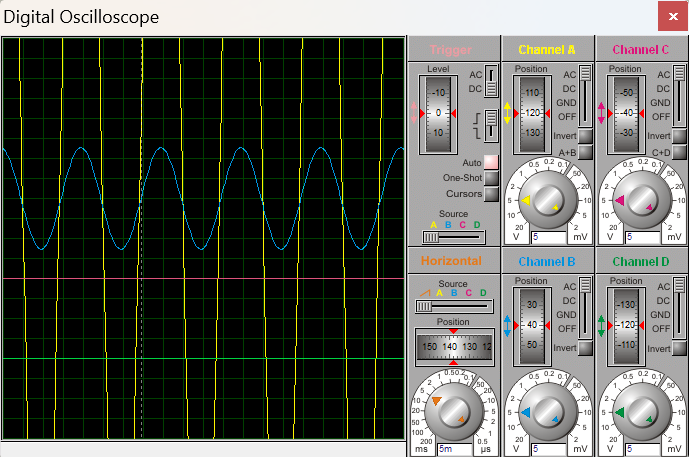 Digital Oscilloscope
Trigger
Level
-10
0
10
AC
DC
Auto
One-Shot
Cursors
Source
A B C D
Channel A
Position
110
120
130
AC
DC
GND
OFF
Invert
A+B
0.2 0.1
0.5 50
1 20
2 10
5 5
10 2
20
V 5 mV
Channel C
Position
-50
-40
-30
AC
DC
GND
OFF
Invert
C+D
0.2 0.1
0.5 50
1 20
2 10
5 5
10 2
20
V 5 mV
Horizontal
Source
A B C D
Position
150 140 130 12
1 0.5 0.2 0.1
2 50
5 20
10 10
20 5
50 2
100 1
200 0.5
ms 5m µs
Channel B
Position
30
40
50
AC
DC
GND
OFF
Invert
0.2 0.1
0.5 50
1 20
2 10
5 5
10 2
20
V 5 mV
Channel D
Position
-130
-120
-110
AC
DC
GND
OFF
Invert
0.2 0.1
0.5 50
1 20
2 10
5 5
10 2
20
V 5 mV